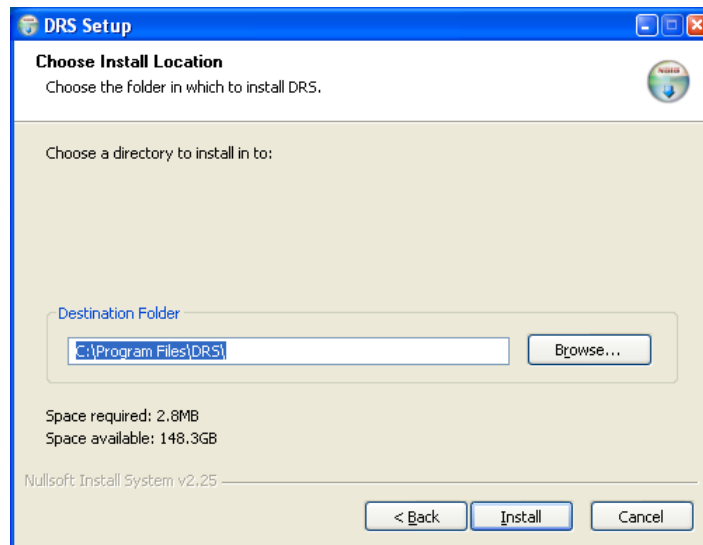 DRS Setup
Choose Install Location
Choose the folder in which to install DRS.
Choose a directory to install in to:
Destination Folder
C:\Program Files\DRS\
Browse...
Space required: 2.8MB
Space available: 148.3GB
Nullsoft Install System v2.25
< Back
Install
Cancel